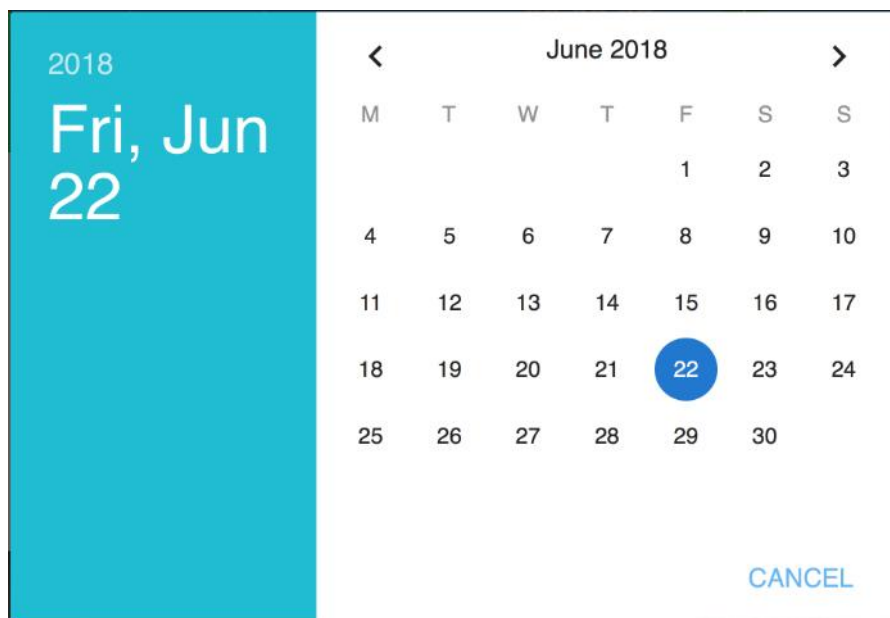 2018
Fri, Jun
22
June 2018
M T W T F S S
1 2 3
4 5 6 7 8 9 10
11 12 13 14 15 16 17
18 19 20 21 22 23 24
25 26 27 28 29 30
CANCEL